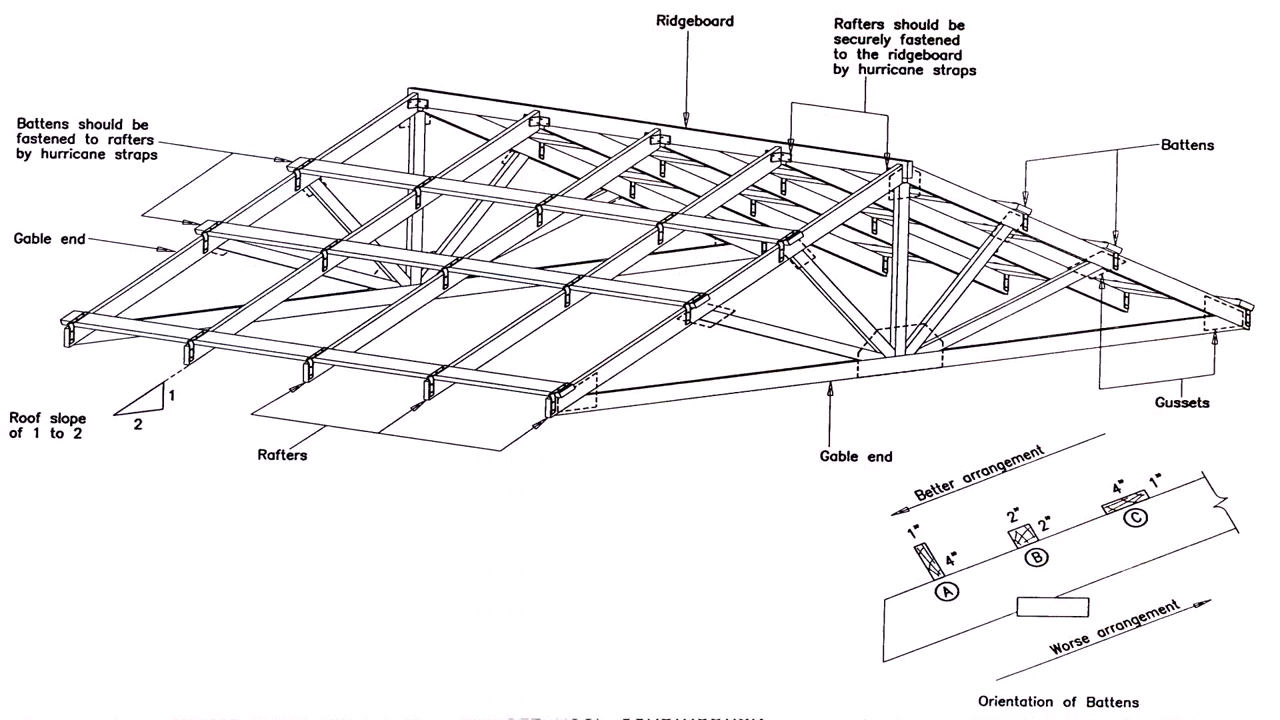 Ridgeboard
Rafters should be
securely fastened
to the ridgeboard
by hurricane straps
Battens should be
fastened to rafters
by hurricane straps
Battens
Gable end
1
2
Roof slope
of 1 to 2
Rafters
Gable end
Gussets
Better arrangement
1"
4"
A
2"
2"
B
4"
1"
C
Worse arrangement
Orientation of Battens